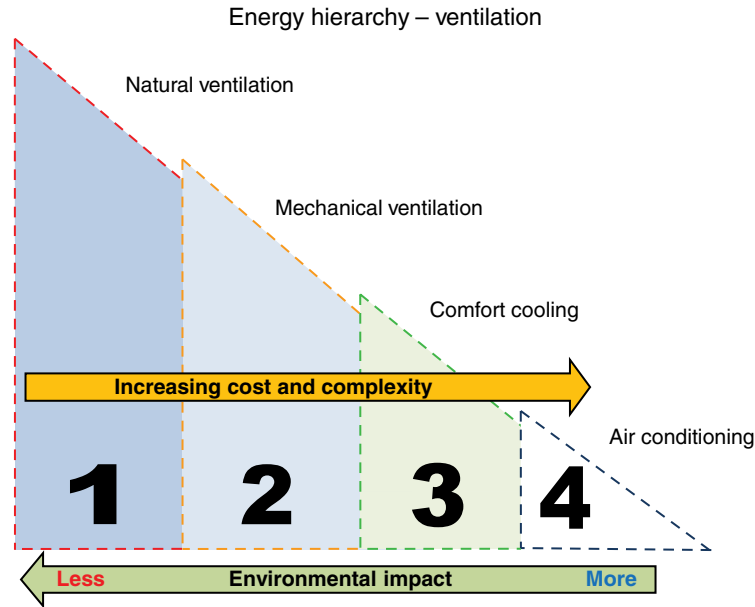 Energy hierarchy – ventilation
Natural ventilation
Mechanical ventilation
Comfort cooling
Increasing cost and complexity
Air conditioning
1 2 3 4
Less Environmental impact More